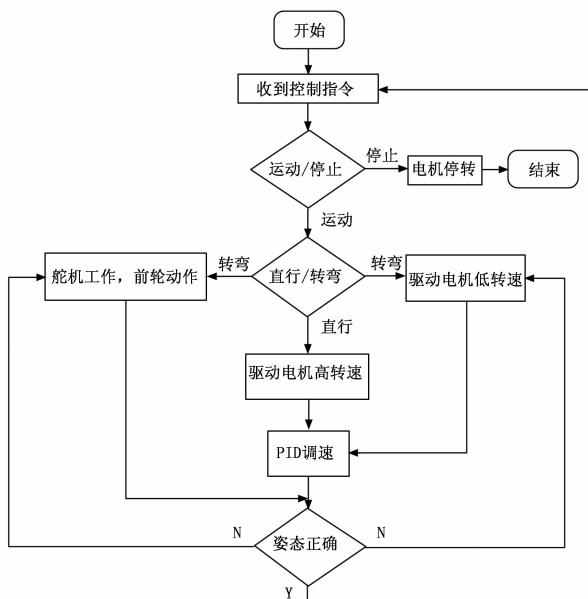 开始
收到控制指令
运动/停止
停止
电机停转
结束
运动
舵机工作，前轮动作
转弯
直行/转弯
转弯
驱动电机低转速
直行
驱动电机高转速
PID调速
N
姿态正确
N
Y